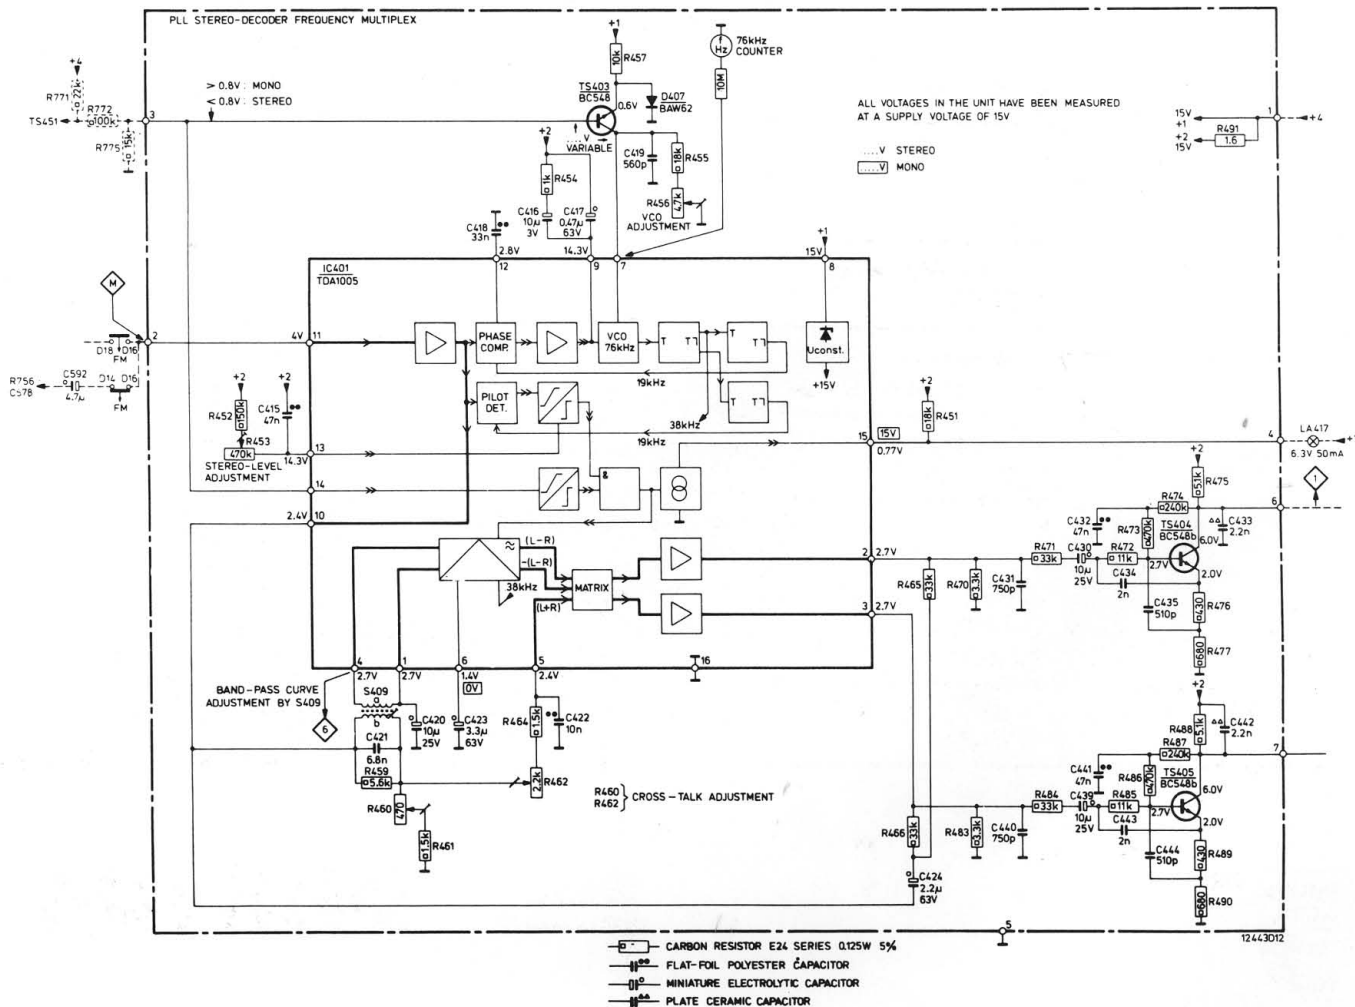 PLL STEREO-DECODER FREQUENCY MULTIPLEX
+1
76kHz
COUNTER
Hz
10k
R457
10M
+4
R771
22k
> 0.8V : MONO
< 0.8V : STEREO
TS403
BC548
0.6V
D407
BAW62
ALL VOLTAGES IN THE UNIT HAVE BEEN MEASURED
AT A SUPPLY VOLTAGE OF 15V
R772
TS451
100k
3
R775
15k
....V
VARIABLE
15V
+1
+2
15V
R491
1.6
1
+4
....V STEREO
.....V MONO
+2
1k
R454
C419
560p
18k
R455
R456
4.7k
VCO
ADJUSTMENT
C418
33n
C416
10μ
3V
C417
0.47μ
63V
+1
2.8V
14.3V
15V
12
9
7
8
IC401
TDA1005
M
2
4V
11
D18
D16
FM
PHASE
COMP.
VCO
76kHz
T
T
Uconst.
+15V
R756
C578
C592
4.7μ
D14
D16
FM
19kHz
PILOT
DET.
T
T
38kHz
19kHz
+2
+2
R452
150k
C415
47n
R453
470k
STEREO-LEVEL
ADJUSTMENT
14.3V
13
+2
18k
R451
15
15V
0.77V
4
LA417
6.3V 50mA
14
&
2.4V
10
1
+2
5.1k
R475
R474
240k
6
C432
47n
R473
470k
TS404
BC548b
6.0V
C433
2.2n
(L-R)
-(L-R)
38kHz
(L+R)
MATRIX
2
2.7V
R471
33k
C430
10μ
25V
R472
11k
2.7V
2.0V
R465
33k
R470
3.3k
C431
750p
C434
2n
3
2.7V
C435
510p
430
R476
680
R477
4
2.7V
1
2.7V
6
1.4V
0V
5
2.4V
16
BAND-PASS CURVE
ADJUSTMENT BY S409
6
S409
a
b
C420
10μ
25V
C423
3.3μ
63V
R464
1.5k
C422
10n
C421
6.8n
R459
5.6k
2.2k
R462
R460
470
1.5k
R461
R460
R462
CROSS-TALK ADJUSTMENT
+2
R488
5.1k
C442
2.2n
R487
240k
7
C441
47n
R486
470k
TS405
BC548b
6.0V
R484
33k
C439
10μ
25V
R485
11k
2.7V
2.0V
R466
33k
R483
3.3k
C440
750p
C443
2n
C444
510p
430
R489
680
R490
C424
2.2μ
63V
5
12443D12
CARBON RESISTOR E24 SERIES 0.125W 5%
FLAT-FOIL POLYESTER CAPACITOR
MINIATURE ELECTROLYTIC CAPACITOR
PLATE CERAMIC CAPACITOR